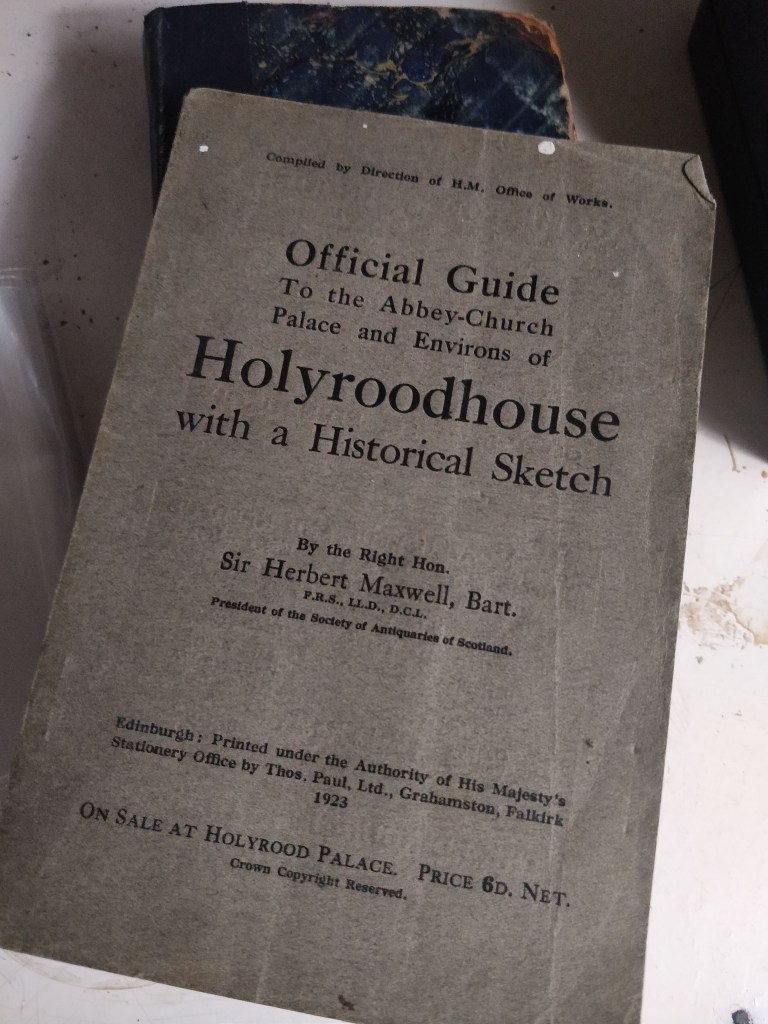 Compiled by Direction of H.M. Office of Works.
Official Guide
To the Abbey-Church
Palace and Environs of
Holyroodhouse
with a Historical Sketch
By the Right Hon.
Sir Herbert Maxwell, Bart.
F.R.S., LL.D., D.C.L.
President of the Society of Antiquaries of Scotland.
Edinburgh: Printed under the Authority of His Majesty's
Stationery Office by Thos. Paul, Ltd., Grahamston, Falkirk
1923
ON SALE AT HOLYROOD PALACE. PRICE 6D. NET.
Crown Copyright Reserved.